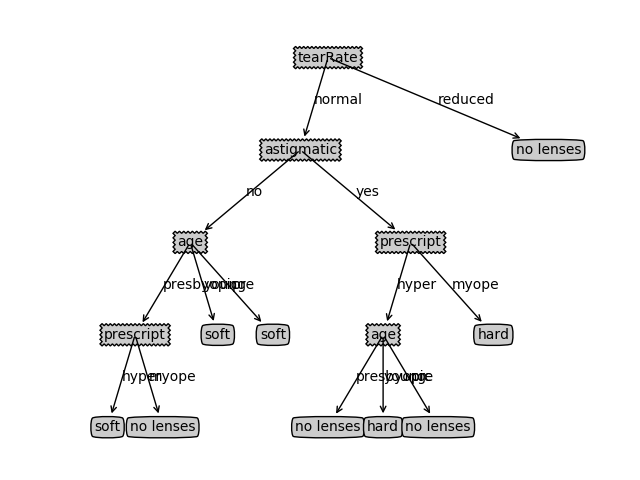 tearRate
normal
reduced
astigmatic
no lenses
no
yes
age
prescript
presbyopic
young
pre
hyper
myope
prescript
soft
soft
age
hard
hyper
myope
presbyopic
young
pre
soft
no lenses
no lenses
hard
no lenses